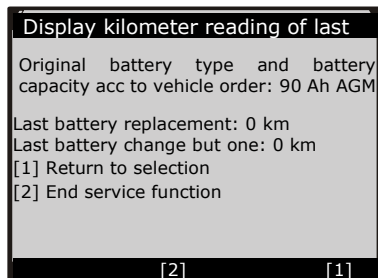 Display kilometer reading of last
Original battery type and battery
capacity acc to vehicle order: 90 Ah AGM
Last battery replacement: 0 km
Last battery change but one: 0 km
[1] Return to selection
[2] End service function
[2] [1]